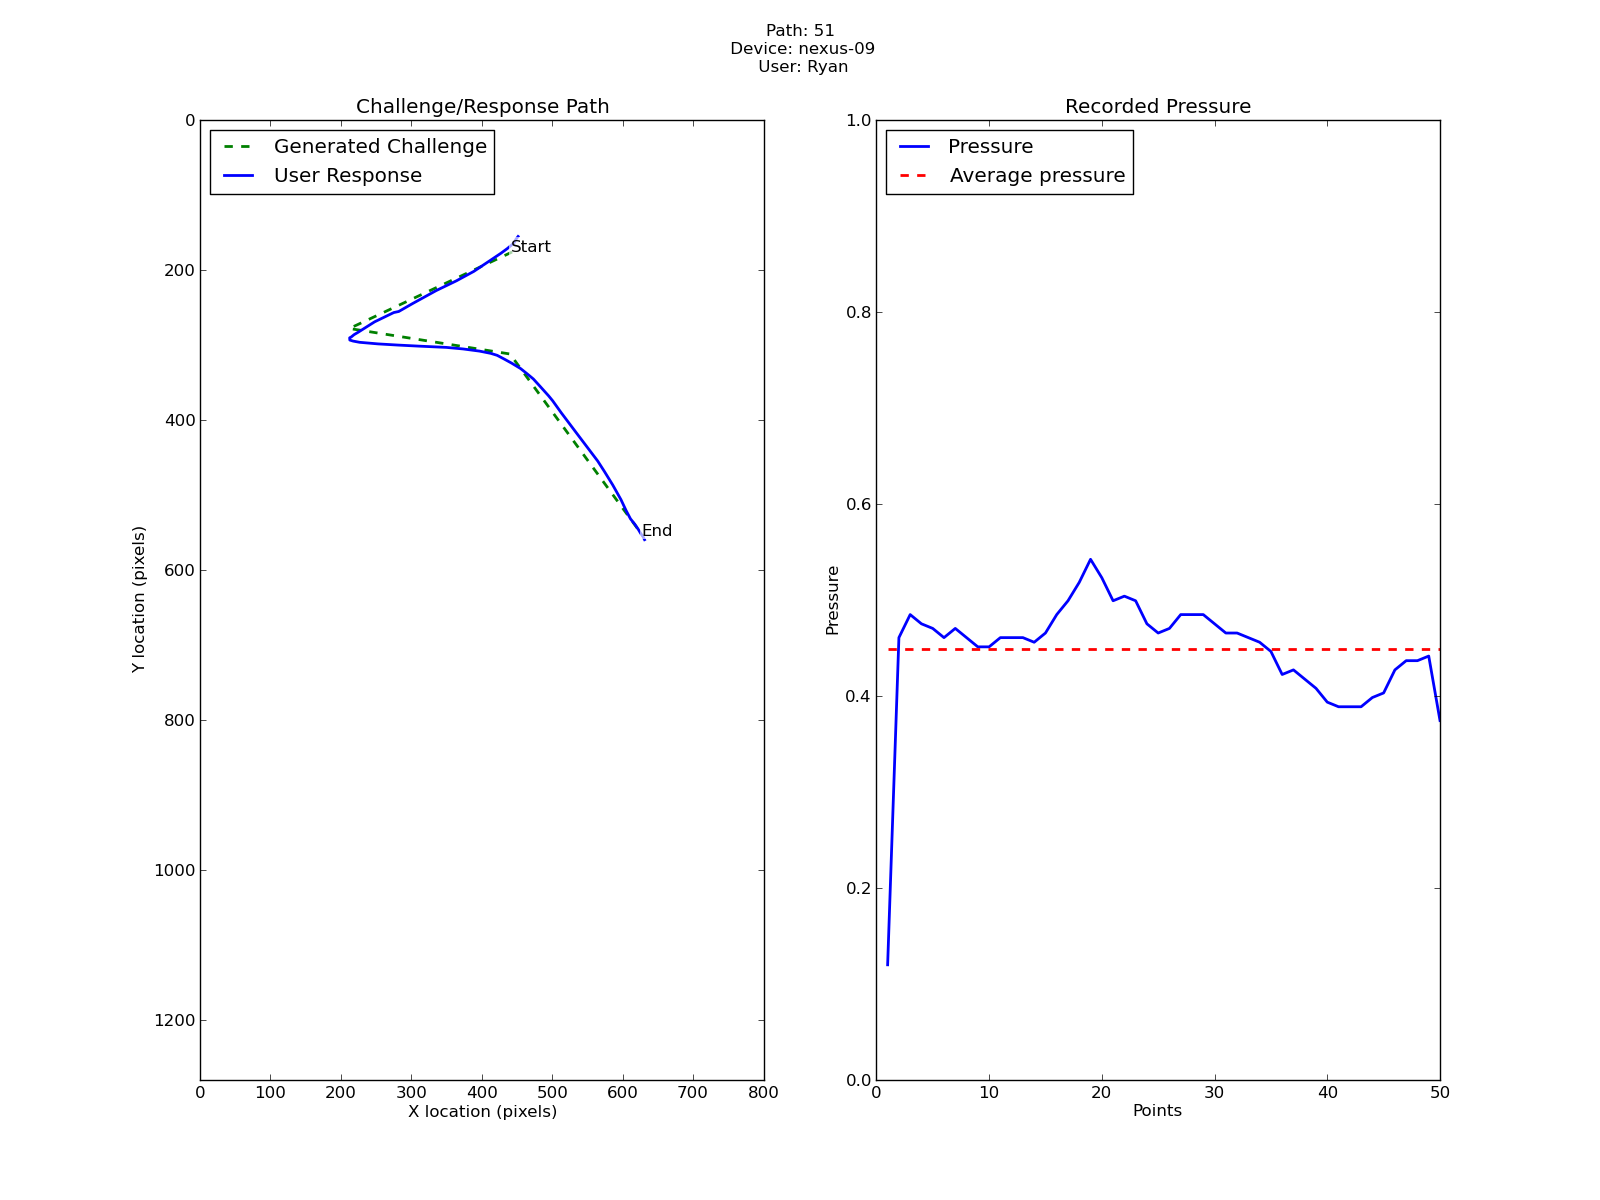 Path: 51
Device: nexus-09
User: Ryan
Challenge/Response Path
Generated Challenge
User Response
Start
End
0
200
400
600
800
1000
1200
Y location (pixels)
0 100 200 300 400 500 600 700 800
X location (pixels)
Recorded Pressure
Pressure
Average pressure
1.0
0.8
0.6
0.4
0.2
0.0
Pressure
0 10 20 30 40 50
Points